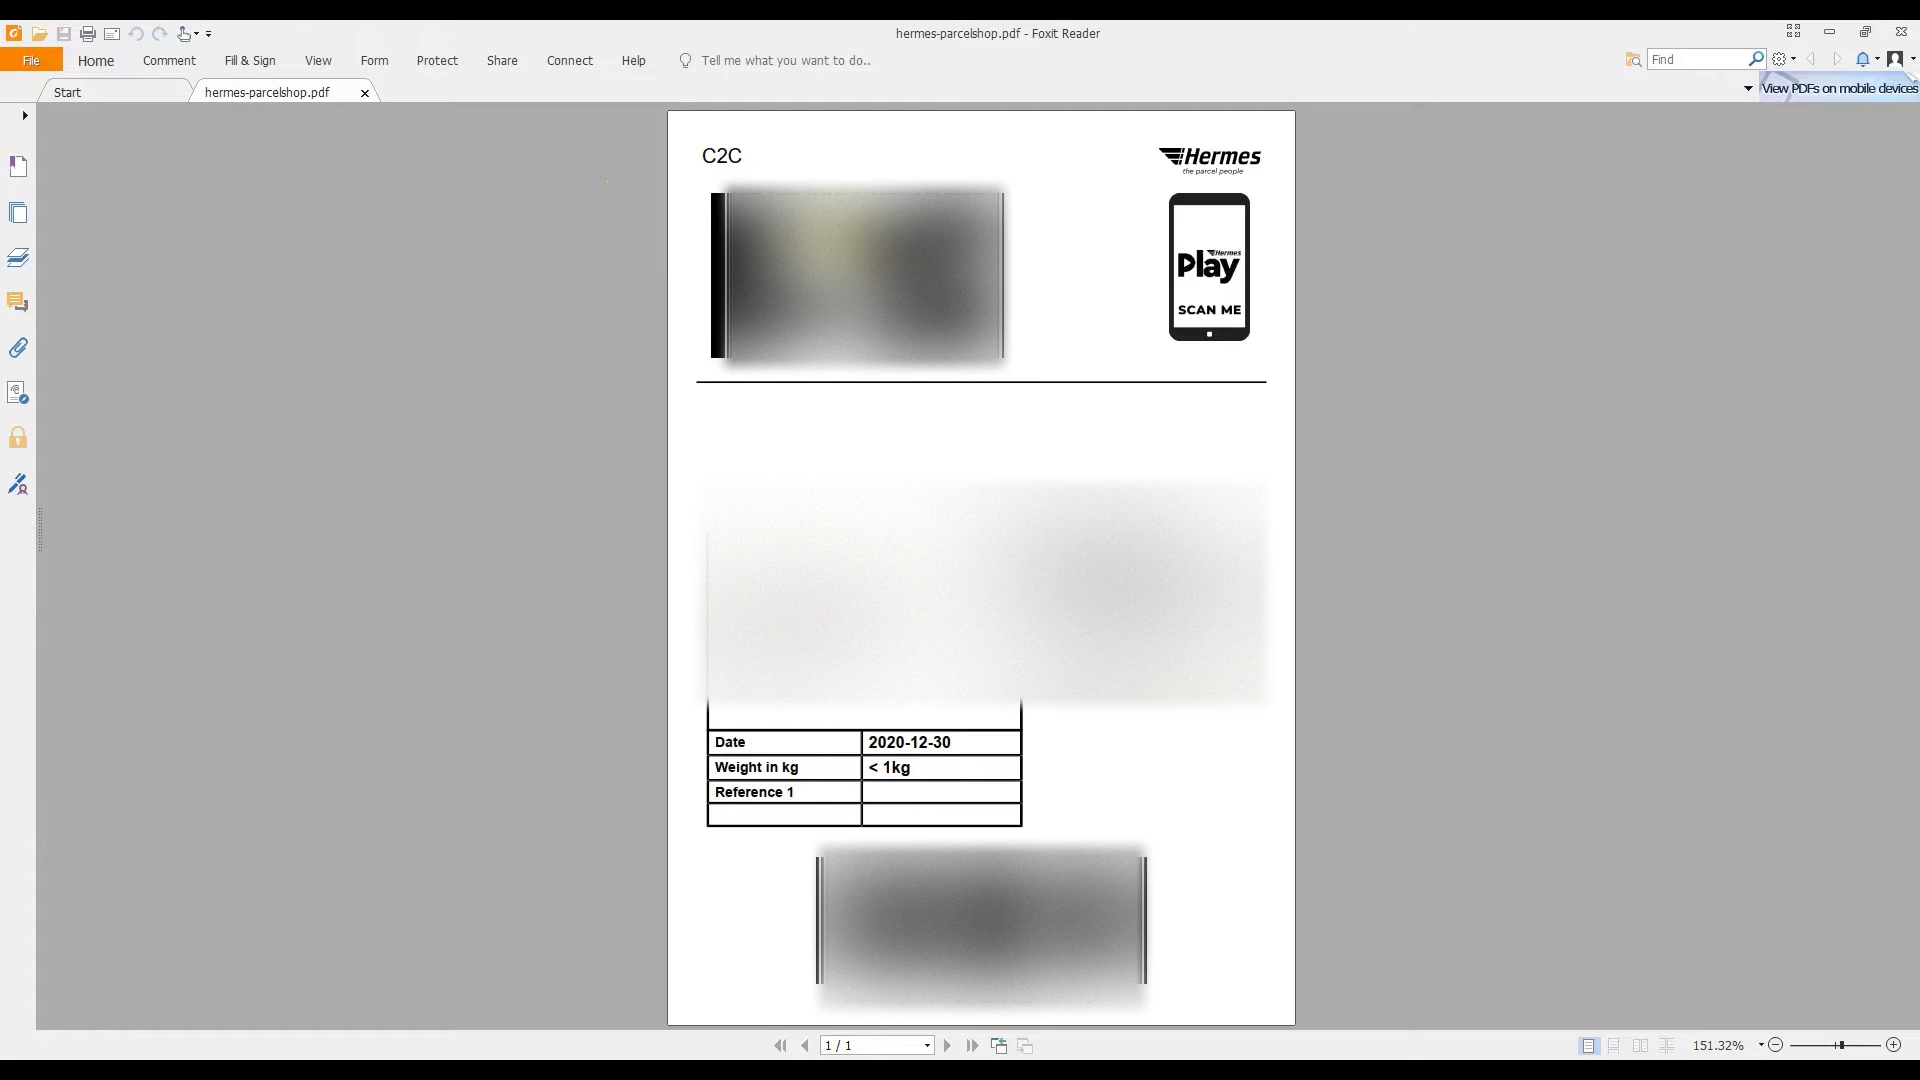 hermes-parcelshop.pdf - Foxit Reader
File Home Comment Fill & Sign View Form Protect Share Connect Help Tell me what you want to do.. Find
Start hermes-parcelshop.pdf View PDFs on mobile devices
C2C
Hermes
the parcel people
Hermes
Play
SCAN ME
Date 2020-12-30
Weight in kg < 1kg
Reference 1
1 / 1 151.32%